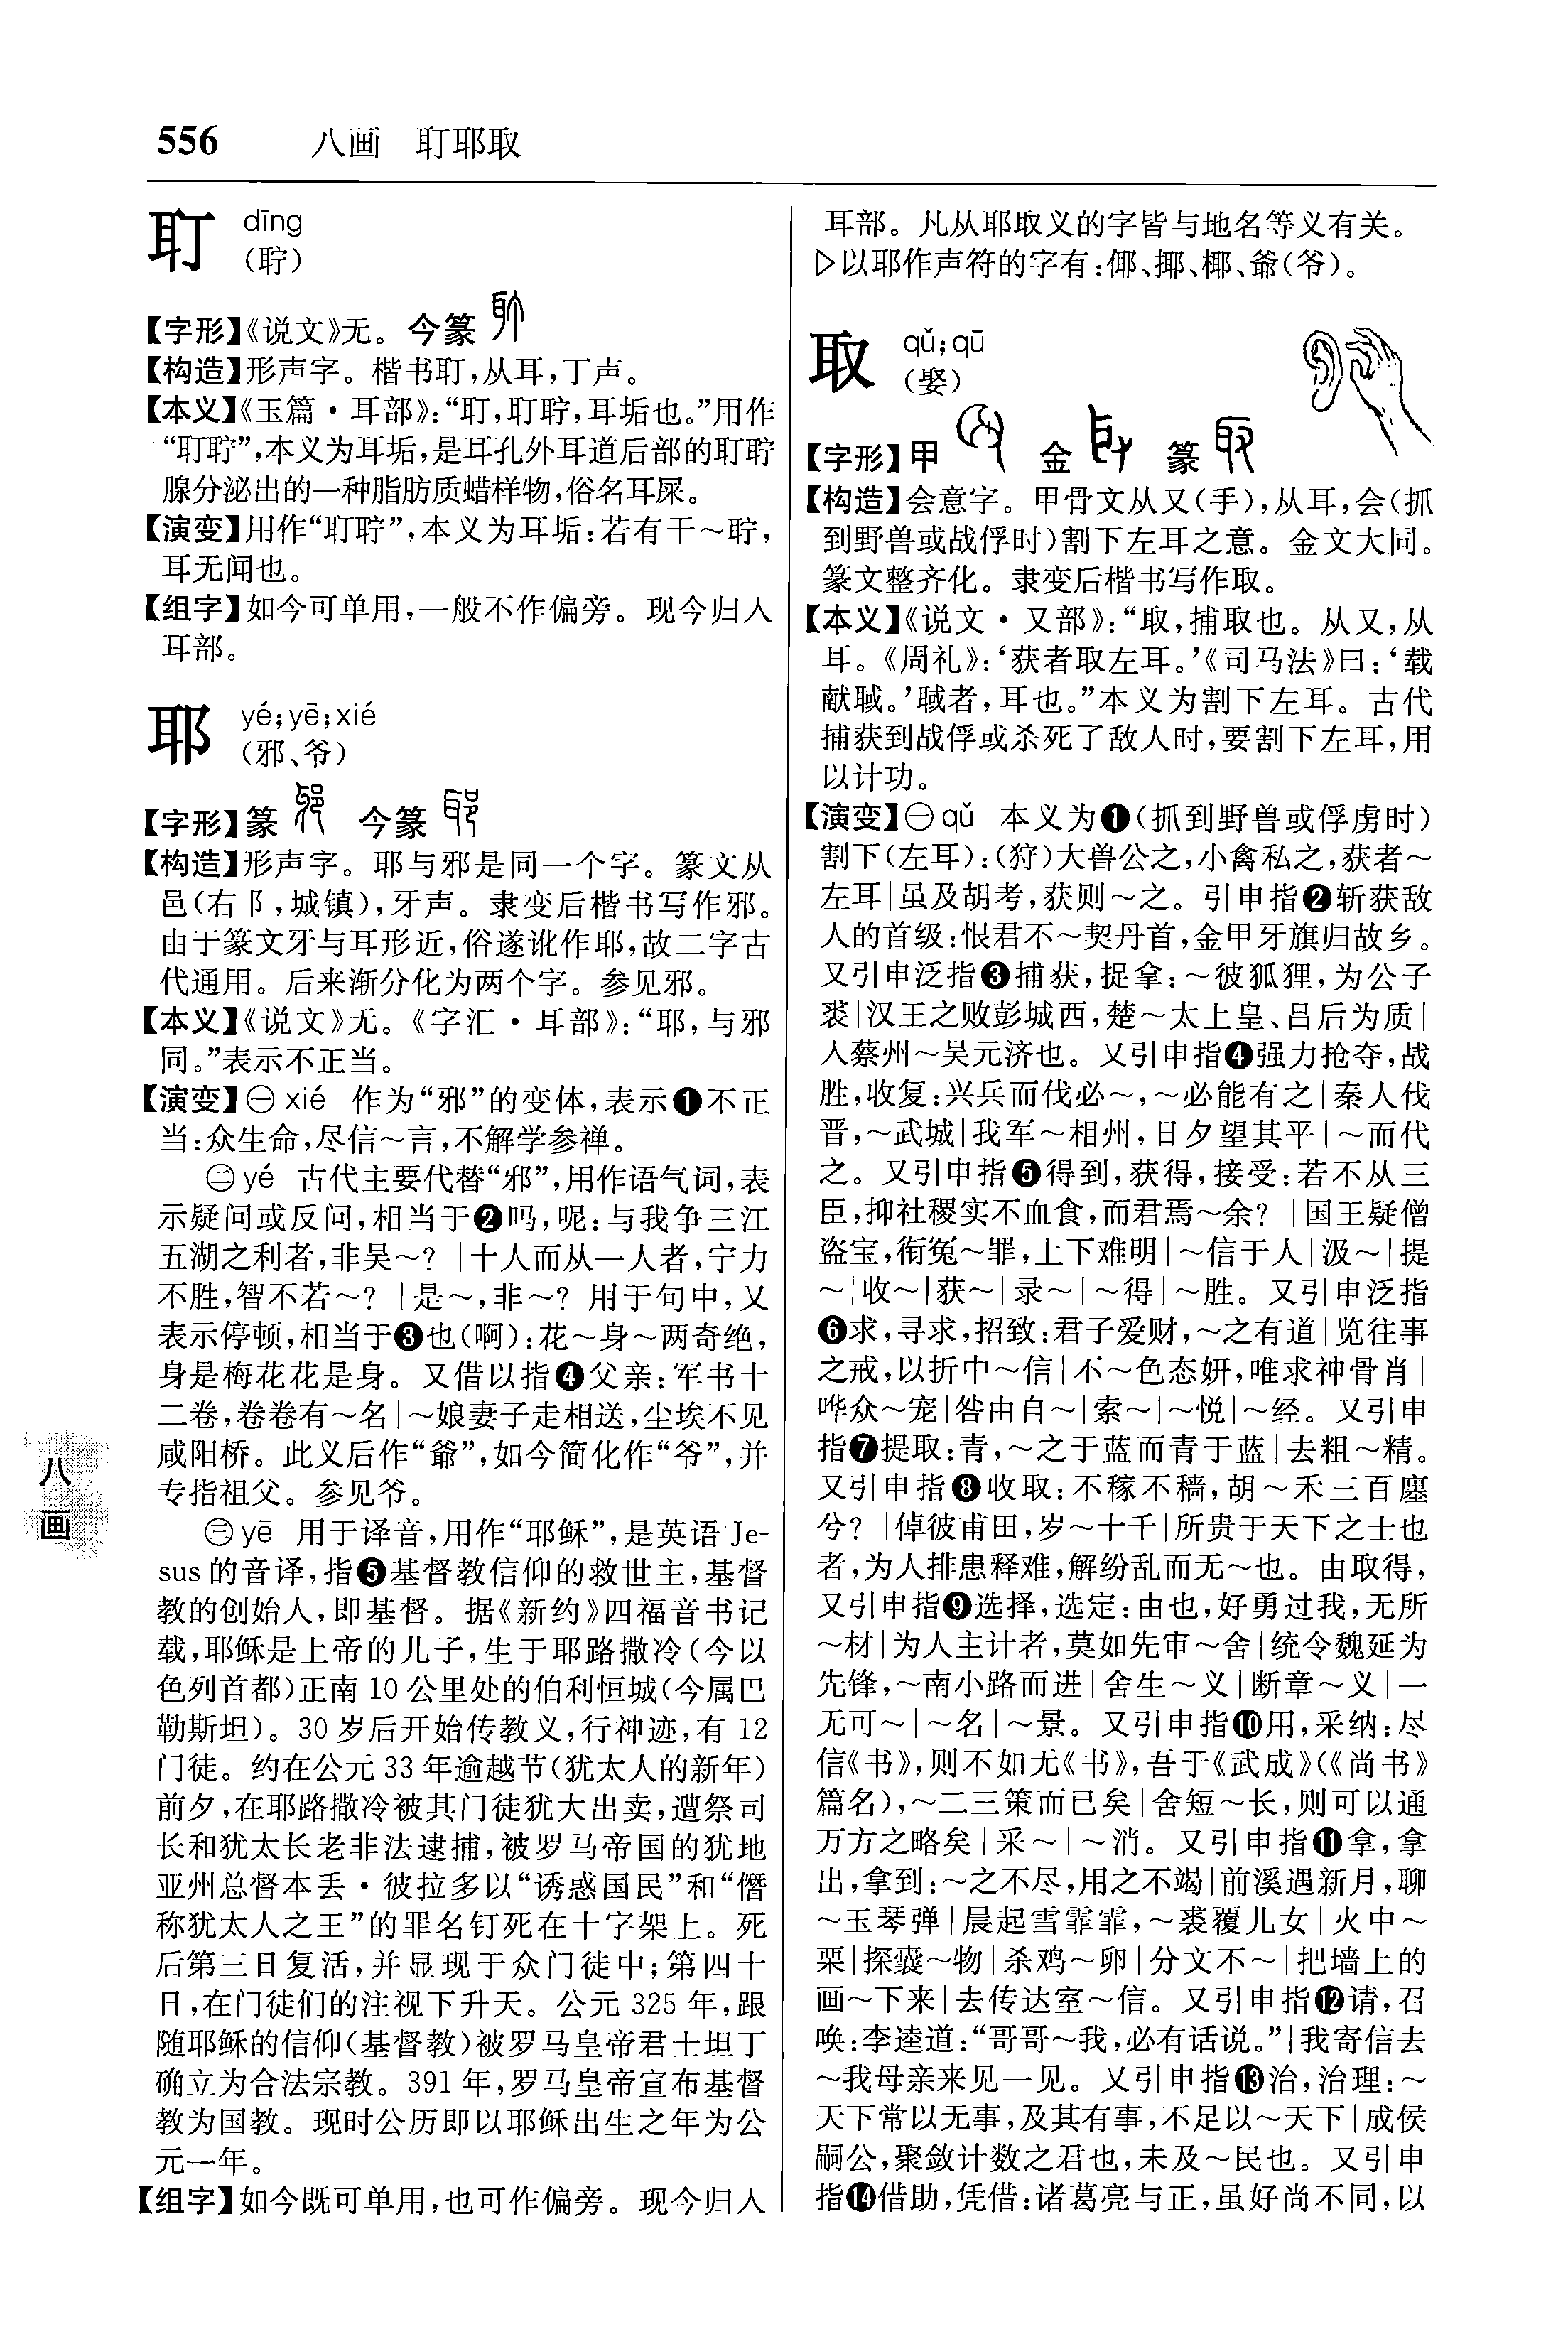 556 八画 耵耶取
耵 dīng
(聍)
【字形】《说文》无。今篆
【构造】形声字。楷书耵,从耳,丁声。
【本义】《玉篇·耳部》:“耵,耵聍,耳垢也。”用作
“耵聍”,本义为耳垢,是耳孔外耳道后部的耵聍
腺分泌出的一种脂肪质蜡样物,俗名耳屎。
【演变】用作“耵聍”,本义为耳垢:若有干～聍,
耳无闻也。
【组字】如今可单用,一般不作偏旁。现今归入
耳部。
耶 yé;yē;xié
(邪、爷)
【字形】篆 今篆
【构造】形声字。耶与邪是同一个字。篆文从
邑(右阝,城镇),牙声。隶变后楷书写作邪。
由于篆文牙与耳形近,俗遂讹作耶,故二字古
代通用。后来渐分化为两个字。参见邪。
【本义】《说文》无。《字汇·耳部》:“耶,与邪
同。”表示不正当。
【演变】㊀xié 作为“邪”的变体,表示❶不正
当:众生命,尽信～言,不解学参禅。
㊁yé 古代主要代替“邪”,用作语气词,表
示疑问或反问,相当于❷吗,呢:与我争三江
五湖之利者,非吴～?|十人而从一人者,宁力
不胜,智不若～?|是～,非～?用于句中,又
表示停顿,相当于❸也(啊):花～身～两奇绝,
身是梅花花是身。又借以指❹父亲:军书十
二卷,卷卷有～名|～娘妻子走相送,尘埃不见
咸阳桥。此义后作“爺”,如今简化作“爷”,并
专指祖父。参见爷。
㊂yē 用于译音,用作“耶稣”,是英语 Je-
sus 的音译,指❺基督教信仰的救世主,基督
教的创始人,即基督。据《新约》四福音书记
载,耶稣是上帝的儿子,生于耶路撒冷(今以
色列首都)正南 10 公里处的伯利恒城(今属巴
勒斯坦)。30 岁后开始传教义,行神迹,有 12
门徒。约在公元 33 年逾越节(犹太人的新年)
前夕,在耶路撒冷被其门徒犹大出卖,遭祭司
长和犹太长老非法逮捕,被罗马帝国的犹地
亚州总督本丢·彼拉多以“诱惑国民”和“僭
称犹太人之王”的罪名钉死在十字架上。死
后第三日复活,并显现于众门徒中;第四十
日,在门徒们的注视下升天。公元 325 年,跟
随耶稣的信仰(基督教)被罗马皇帝君士坦丁
确立为合法宗教。391 年,罗马皇帝宣布基督
教为国教。现时公历即以耶稣出生之年为公
元一年。
【组字】如今既可单用,也可作偏旁。现今归入
耳部。凡从耶取义的字皆与地名等义有关。
▷以耶作声符的字有:倻、揶、椰、爺(爷)。
取 qǔ;qū
(娶)
【字形】甲 金 篆
【构造】会意字。甲骨文从又(手),从耳,会(抓
到野兽或战俘时)割下左耳之意。金文大同。
篆文整齐化。隶变后楷书写作取。
【本义】《说文·又部》:“取,捕取也。从又,从
耳。《周礼》:‘获者取左耳。’《司马法》曰:‘载
献聝。’聝者,耳也。”本义为割下左耳。古代
捕获到战俘或杀死了敌人时,要割下左耳,用
以计功。
【演变】㊀qǔ 本义为❶(抓到野兽或俘虏时)
割下(左耳):(狩)大兽公之,小禽私之,获者～
左耳|虽及胡考,获则～之。引申指❷斩获敌
人的首级:恨君不～契丹首,金甲牙旗归故乡。
又引申泛指❸捕获,捉拿:～彼狐狸,为公子
裘|汉王之败彭城西,楚～太上皇、吕后为质|
入蔡州～吴元济也。又引申指❹强力抢夺,战
胜,收复:兴兵而伐必～,～必能有之|秦人伐
晋,～武城|我军～相州,日夕望其平|～而代
之。又引申指❺得到,获得,接受:若不从三
臣,抑社稷实不血食,而君焉～余?|国王疑僧
盗宝,衔冤～罪,上下难明|～信于人|汲～|提
～|收～|获～|录～|～得|～胜。又引申泛指
❻求,寻求,招致:君子爱财,～之有道|览往事
之戒,以折中～信|不～色态妍,唯求神骨肖|
哗众～宠|咎由自～|索～|～悦|～经。又引申
指❼提取:青,～之于蓝而青于蓝|去粗～精。
又引申指❽收取:不稼不穑,胡～禾三百廛
兮?|倬彼甫田,岁～十千|所贵于天下之士也
者,为人排患释难,解纷乱而无～也。由取得,
又引申指❾选择,选定:由也,好勇过我,无所
～材|为人主计者,莫如先审～舍|统令魏延为
先锋,～南小路而进|舍生～义|断章～义|一
无可～|～名|～景。又引申指❿用,采纳:尽
信《书》,则不如无《书》,吾于《武成》(《尚书》
篇名),～二三策而已矣|舍短～长,则可以通
万方之略矣|采～|～消。又引申指⓫拿,拿
出,拿到:～之不尽,用之不竭|前溪遇新月,聊
～玉琴弹|晨起雪霏霏,～裘覆儿女|火中～
栗|探囊～物|杀鸡～卵|分文不～|把墙上的
画～下来|去传达室～信。又引申指⓬请,召
唤:李逵道:“哥哥～我,必有话说。”|我寄信去
～我母亲来见一见。又引申指⓭治,治理:～
天下常以无事,及其有事,不足以～天下|成侯
嗣公,聚敛计数之君也,未及～民也。又引申
指⓮借助,凭借:诸葛亮与正,虽好尚不同,以
八
画